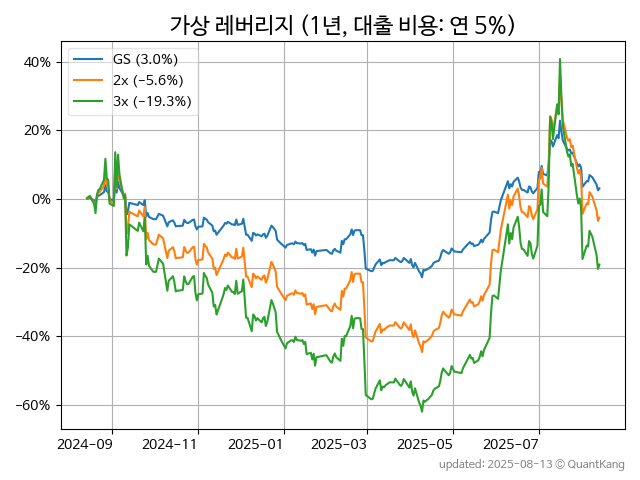 가상 레버리지 (1년, 대출 비용: 연 5%)
GS (3.0%)
2x (−5.6%)
3x (−19.3%)
40%
20%
0%
−20%
−40%
−60%
2024-09
2024-11
2025-01
2025-03
2025-05
2025-07
updated: 2025-08-13 © QuantKang